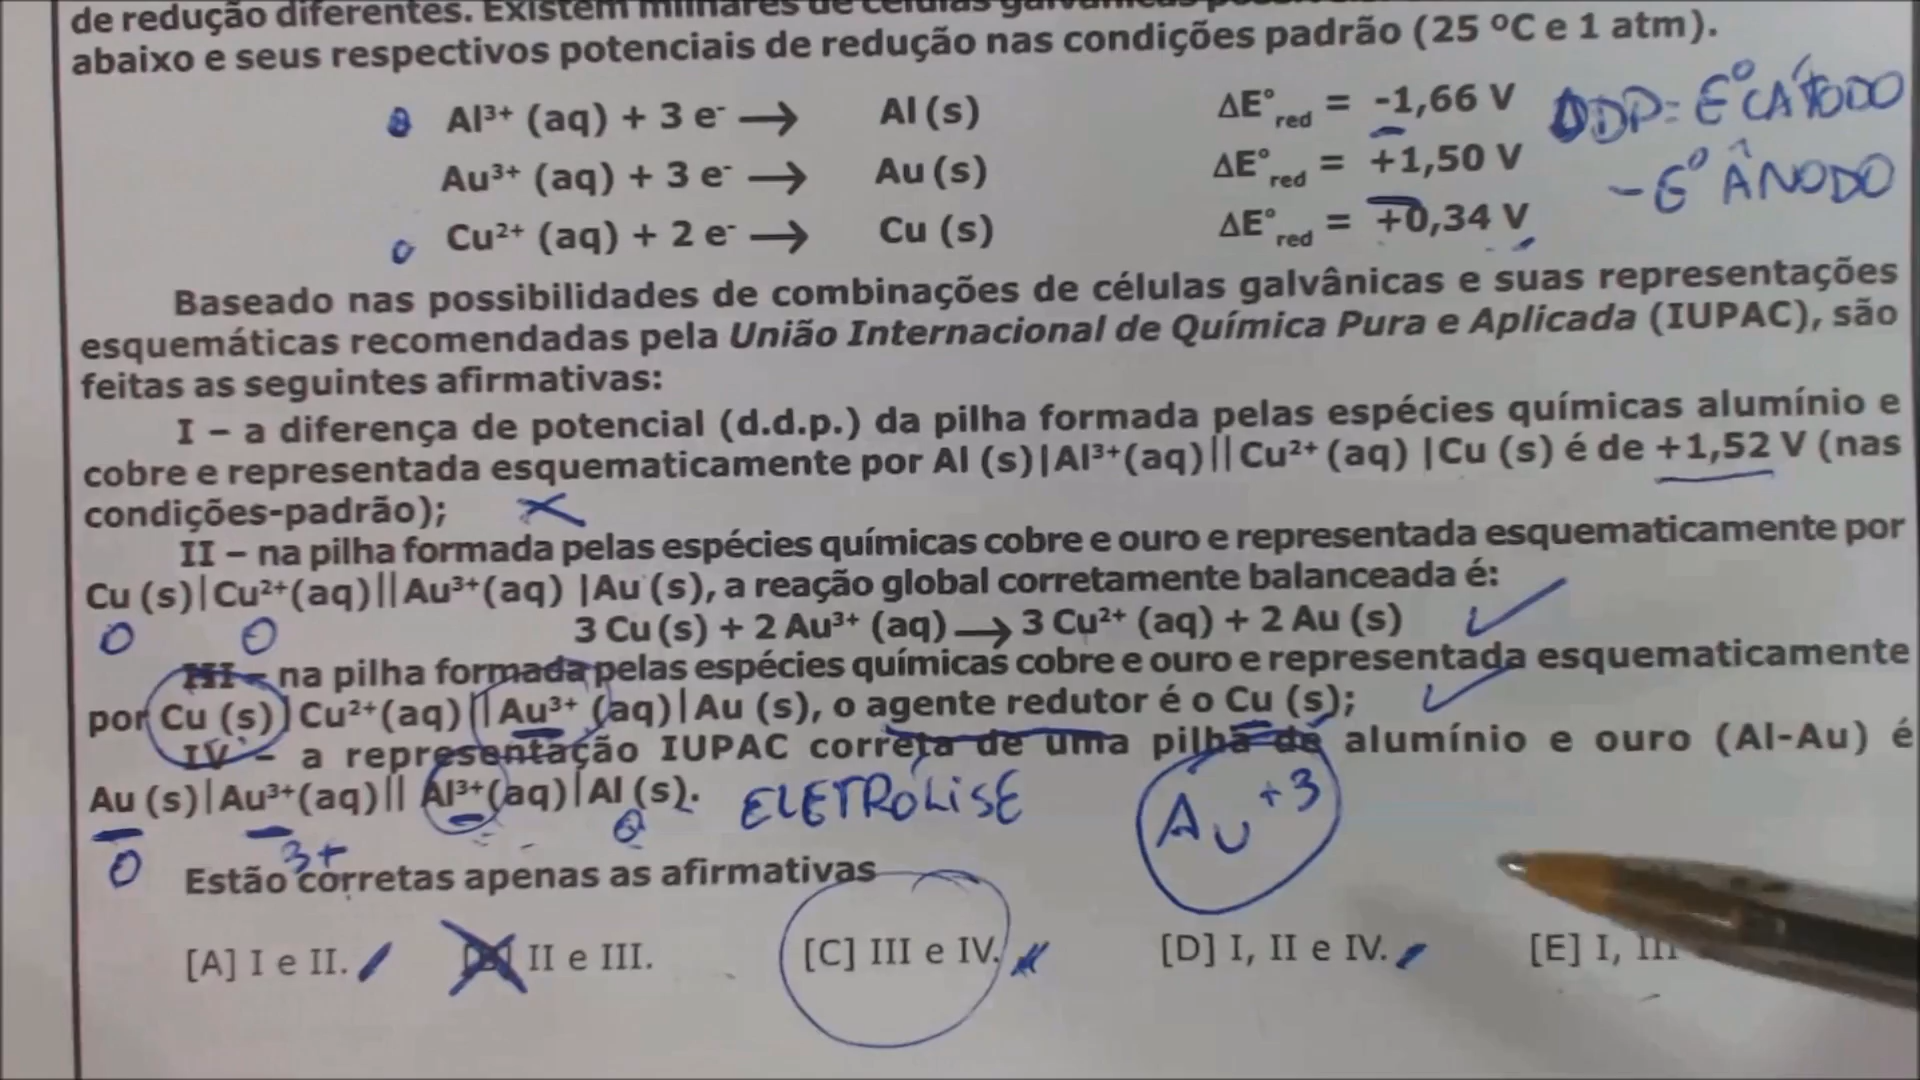 de redução diferentes. Existem milhares de células galvânicas
abaixo e seus respectivos potenciais de redução nas condições padrão (25 ºC e 1 atm).
Al³⁺ (aq) + 3 e⁻ → Al (s) ΔE°red = -1,66 V
Au³⁺ (aq) + 3 e⁻ → Au (s) ΔE°red = +1,50 V
Cu²⁺ (aq) + 2 e⁻ → Cu (s) ΔE°red = +0,34 V
DDP = E° CÁTODO
- E° ÂNODO
Baseado nas possibilidades de combinações de células galvânicas e suas representações
esquemáticas recomendadas pela União Internacional de Química Pura e Aplicada (IUPAC), são
feitas as seguintes afirmativas:
I – a diferença de potencial (d.d.p.) da pilha formada pelas espécies químicas alumínio e
cobre e representada esquematicamente por Al (s)|Al³⁺(aq)||Cu²⁺ (aq) |Cu (s) é de +1,52 V (nas
condições-padrão);
II – na pilha formada pelas espécies químicas cobre e ouro e representada esquematicamente por
Cu (s)|Cu²⁺(aq)||Au³⁺(aq) |Au (s), a reação global corretamente balanceada é:
3 Cu (s) + 2 Au³⁺ (aq) → 3 Cu²⁺ (aq) + 2 Au (s)
III – na pilha formada pelas espécies químicas cobre e ouro e representada esquematicamente
por Cu (s)|Cu²⁺(aq)||Au³⁺ (aq)|Au (s), o agente redutor é o Cu (s);
IV – a representação IUPAC correta de uma pilha de alumínio e ouro (Al-Au) é
Au (s)|Au³⁺(aq)|| Al³⁺(aq)|Al (s).
ELETRÓLISE
Au⁺³
0 3+
Estão corretas apenas as afirmativas
[A] I e II. II e III. [C] III e IV. [D] I, II e IV. [E] I, III